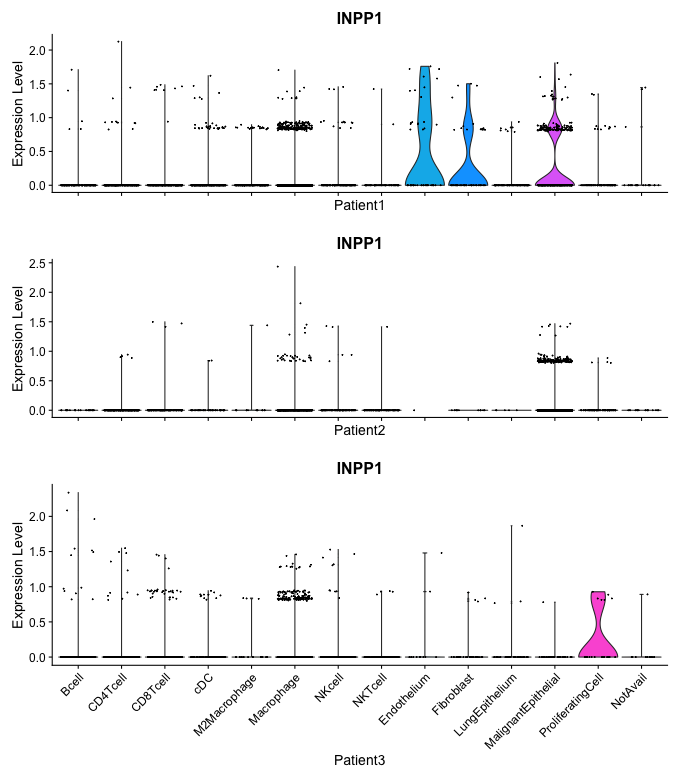 INPP1
Expression Level
2.0
1.5
1.0
0.5
0.0
Patient1
INPP1
Expression Level
2.5
2.0
1.5
1.0
0.5
0.0
Patient2
INPP1
Expression Level
2.0
1.5
1.0
0.5
0.0
Bcell
CD4Tcell
CD8Tcell
cDC
M2Macrophage
Macrophage
NKcell
NKTcell
Endothelium
Fibroblast
LungEpithelium
MalignantEpithelial
ProliferatingCell
NotAvail
Patient3